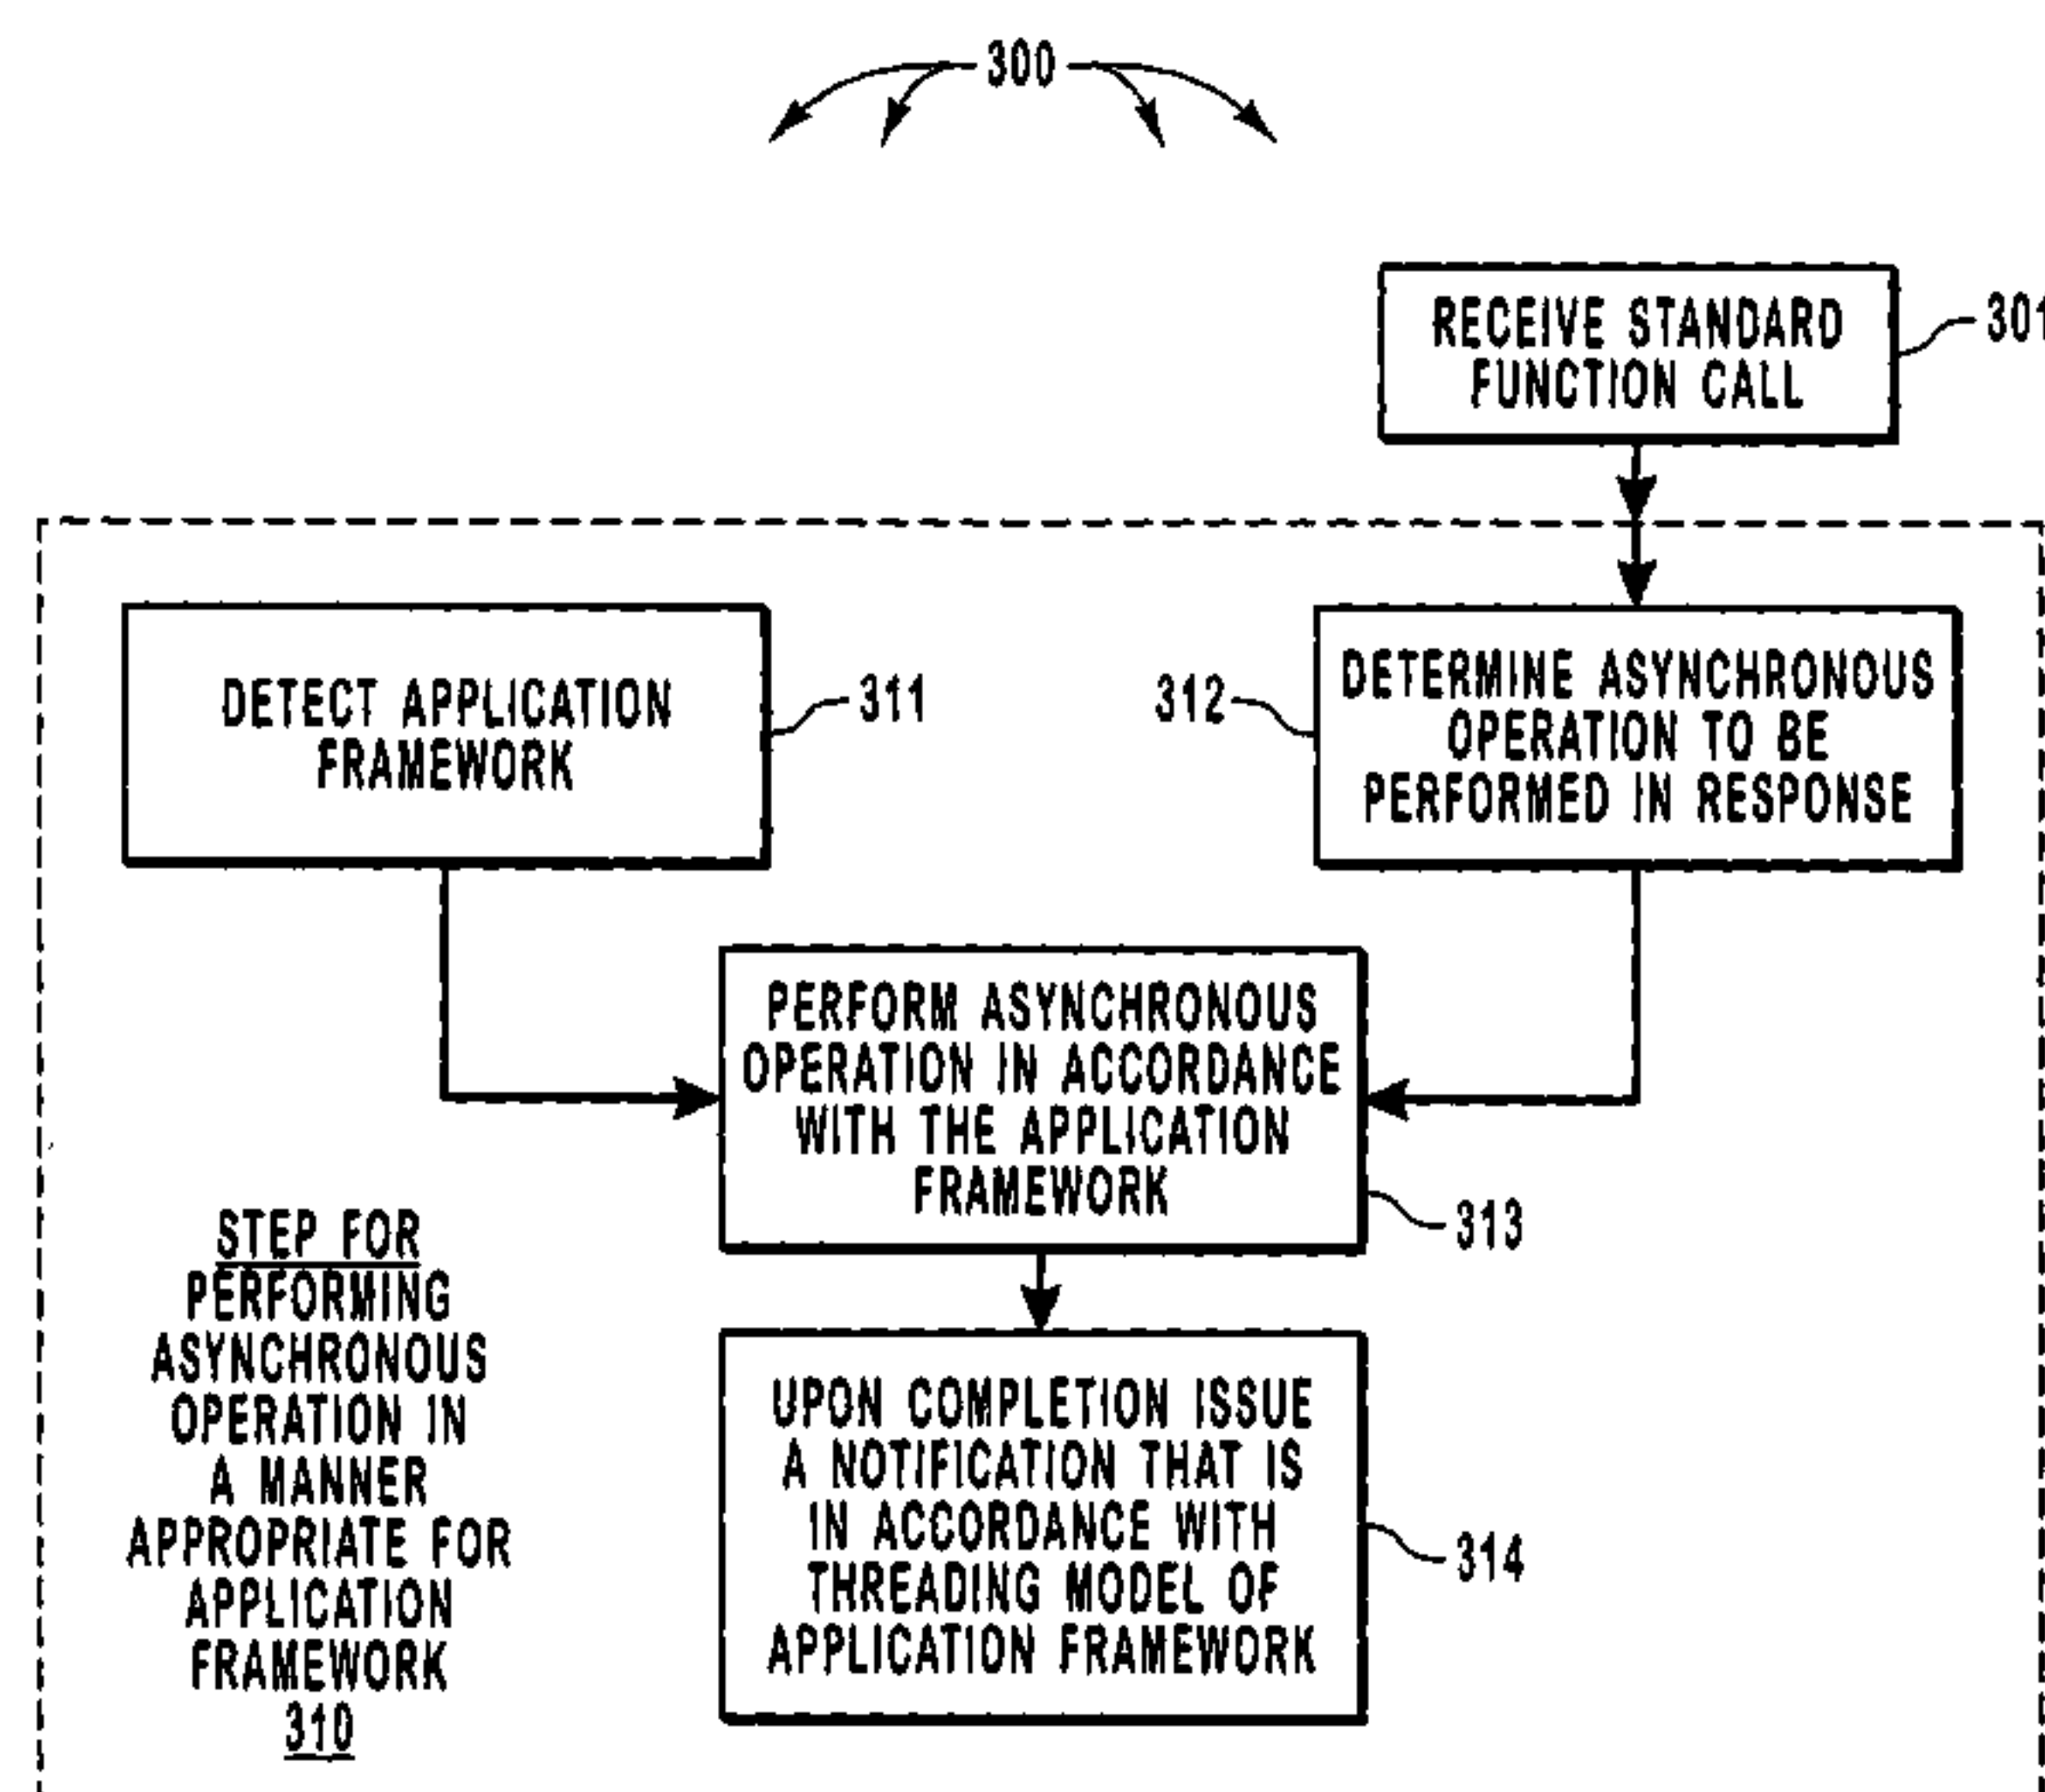 300
RECEIVE STANDARD
FUNCTION CALL
301
DETECT APPLICATION
FRAMEWORK
311
312
DETERMINE ASYNCHRONOUS
OPERATION TO BE
PERFORMED IN RESPONSE
PERFORM ASYNCHRONOUS
OPERATION IN ACCORDANCE
WITH THE APPLICATION
FRAMEWORK
313
STEP FOR
PERFORMING
ASYNCHRONOUS
OPERATION IN
A MANNER
APPROPRIATE FOR
APPLICATION
FRAMEWORK
310
UPON COMPLETION ISSUE
A NOTIFICATION THAT IS
IN ACCORDANCE WITH
THREADING MODEL OF
APPLICATION FRAMEWORK
314